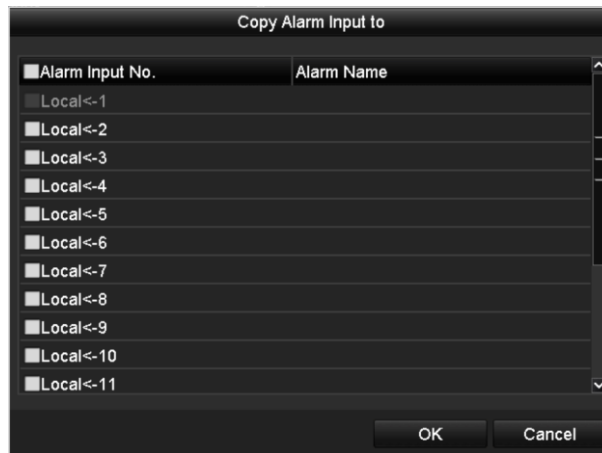 Copy Alarm Input to
Alarm Input No. Alarm Name
Local<-1
Local<-2
Local<-3
Local<-4
Local<-5
Local<-6
Local<-7
Local<-8
Local<-9
Local<-10
Local<-11
OK Cancel